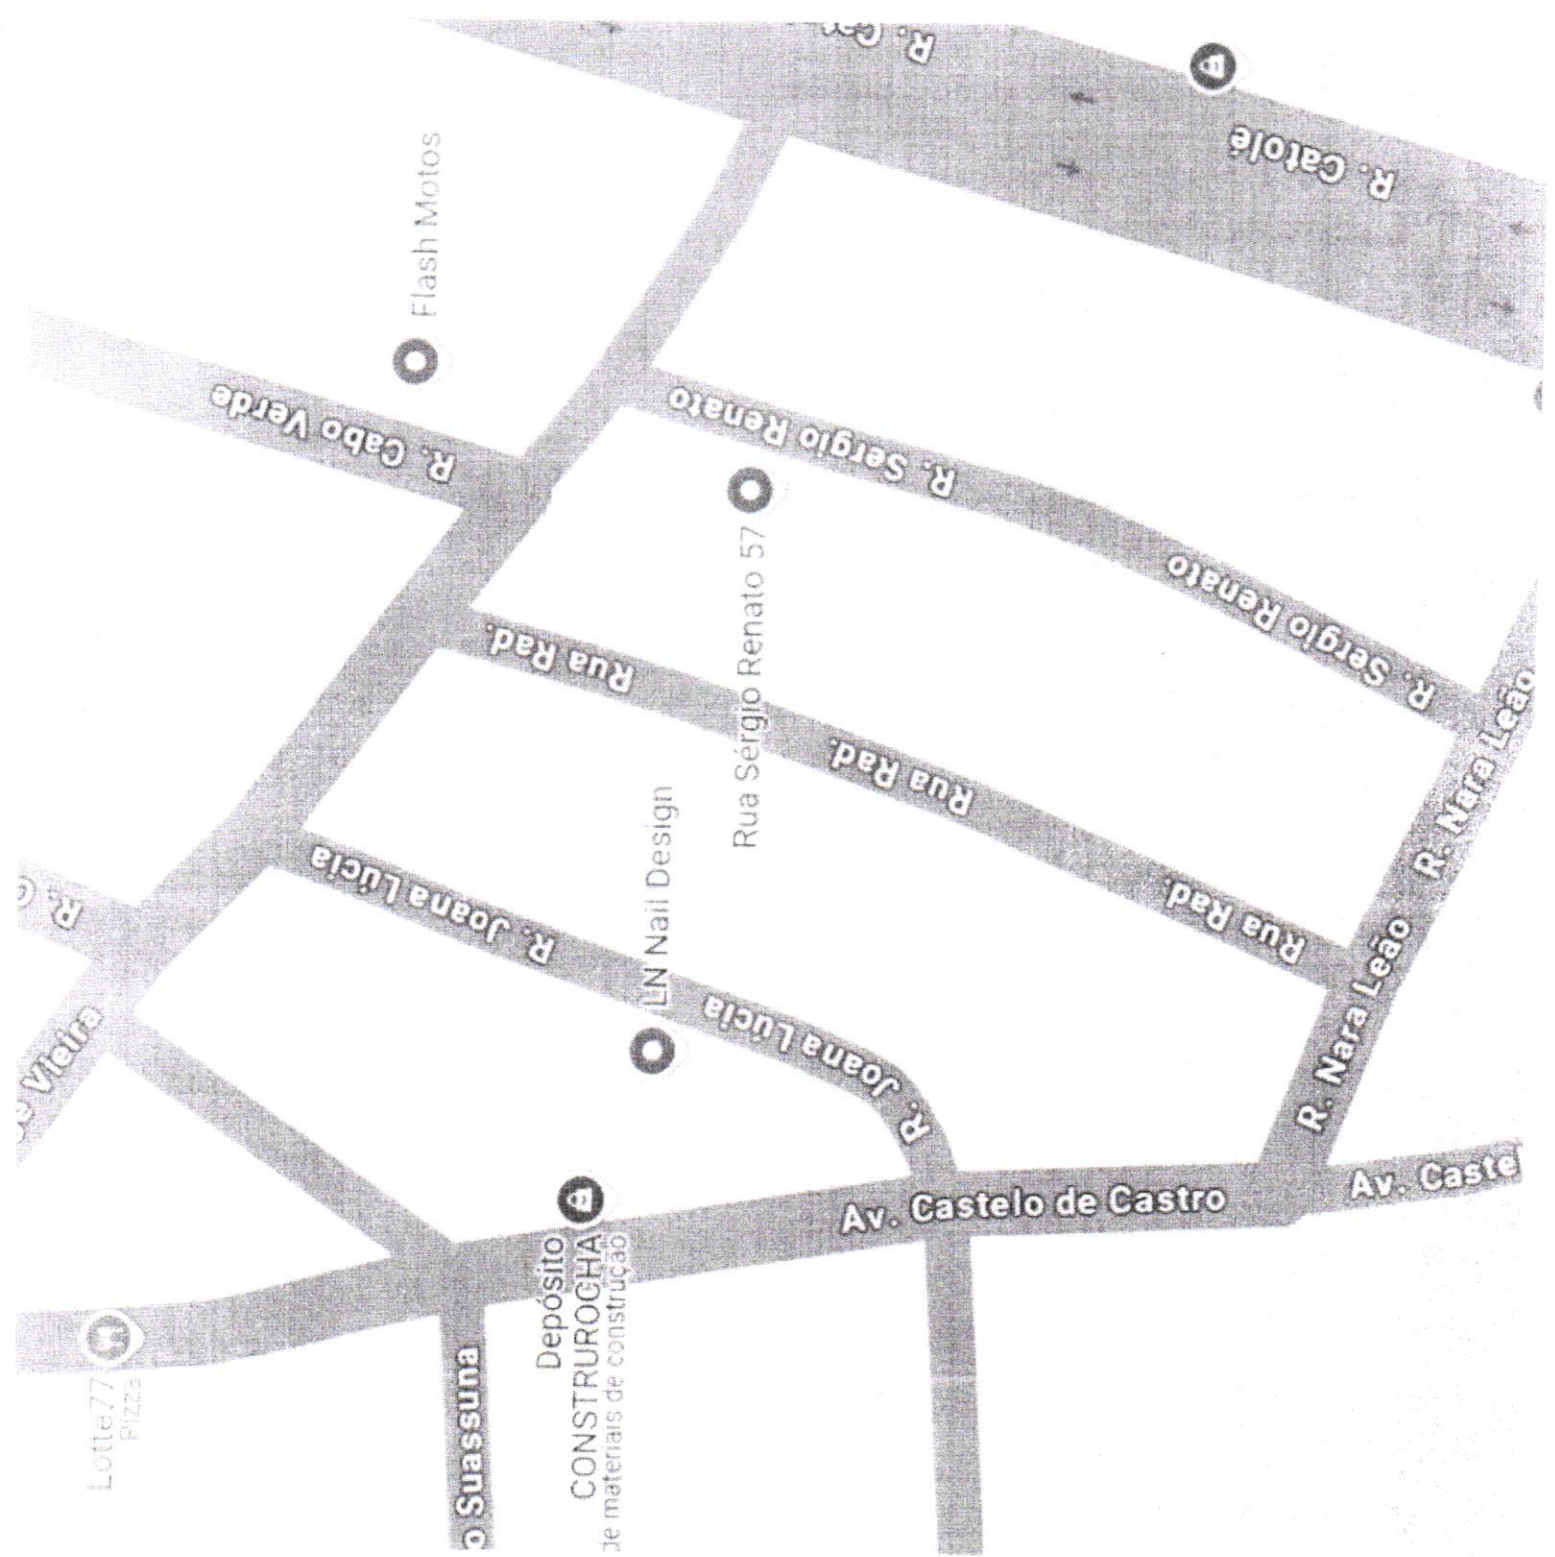 R. Cat
R. Catolé
Flash Motos
R. Cabo Verde
R. Sergio Renato
R. Sergio Renato
Rua Sérgio Renato 57
Rua Rad.
Rua Rad.
Rua Rad.
R. Nara Leão
R. Nara Leão
LN Nail Design
R. Joana Lúcia
R. Joana Lúcia
R.
Vieira
Av. Castelo de Castro
Av. Castel
Depósito
CONSTRUROCHA
de materiais de construção
Lotte77
Pizza
o Suassuna